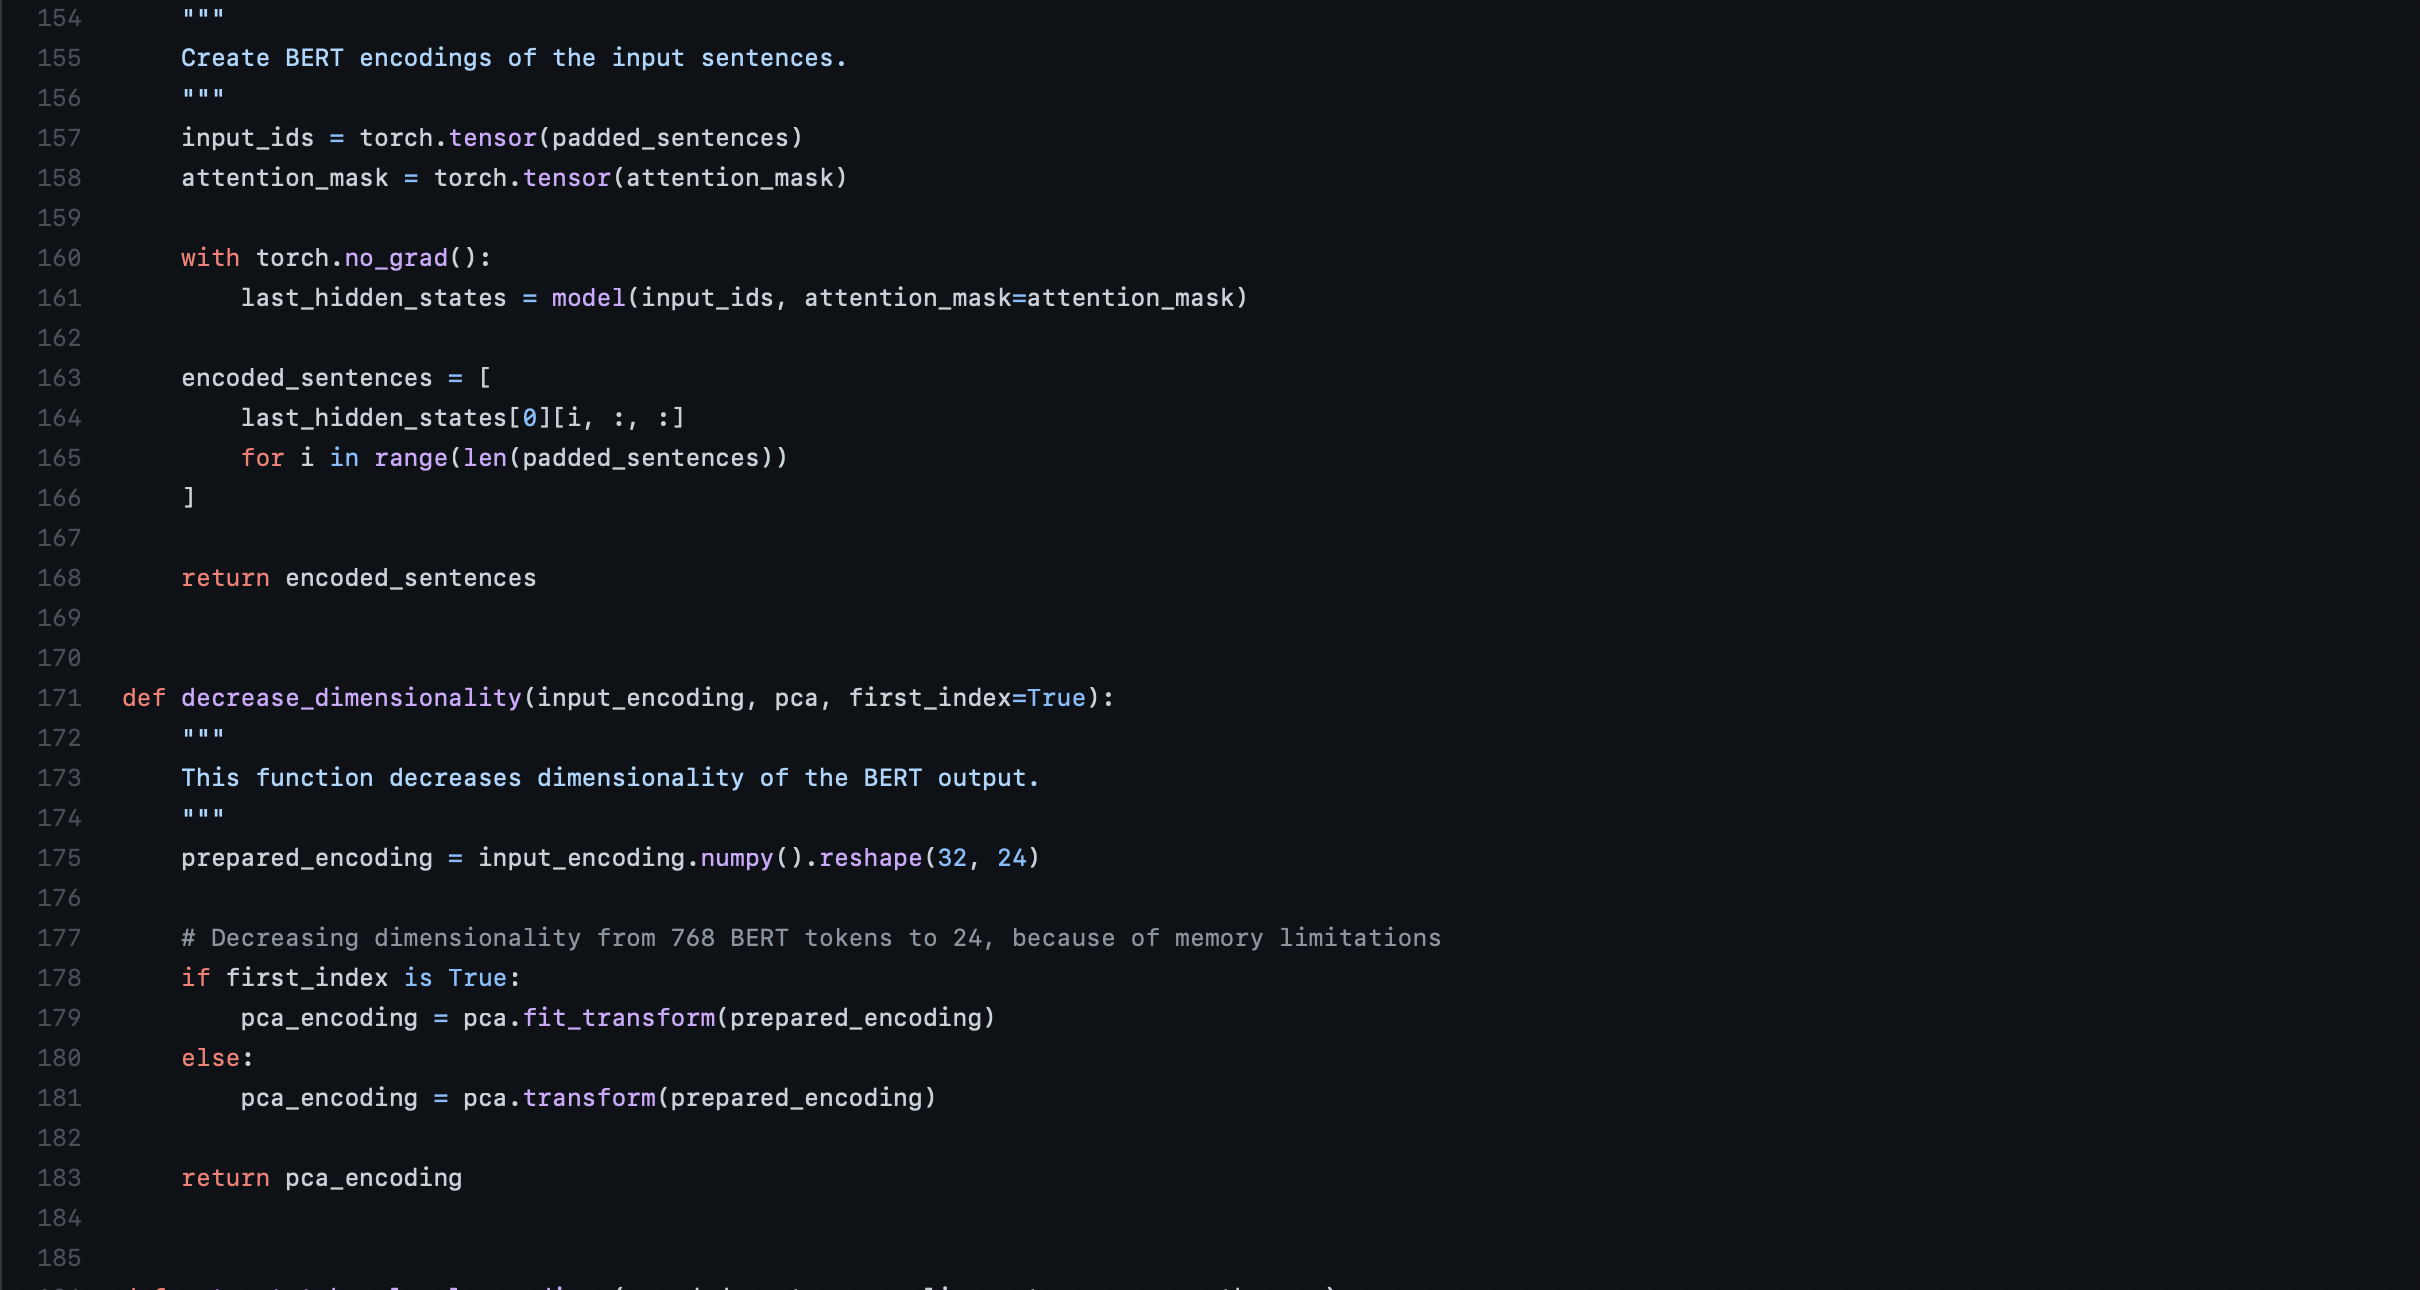 154     """
155     Create BERT encodings of the input sentences.
156     """
157     input_ids = torch.tensor(padded_sentences)
158     attention_mask = torch.tensor(attention_mask)
159
160     with torch.no_grad():
161         last_hidden_states = model(input_ids, attention_mask=attention_mask)
162
163     encoded_sentences = [
164         last_hidden_states[0][i, :, :]
165         for i in range(len(padded_sentences))
166     ]
167
168     return encoded_sentences
169
170
171 def decrease_dimensionality(input_encoding, pca, first_index=True):
172     """
173     This function decreases dimensionality of the BERT output.
174     """
175     prepared_encoding = input_encoding.numpy().reshape(32, 24)
176
177     # Decreasing dimensionality from 768 BERT tokens to 24, because of memory limitations
178     if first_index is True:
179         pca_encoding = pca.fit_transform(prepared_encoding)
180     else:
181         pca_encoding = pca.transform(prepared_encoding)
182
183     return pca_encoding
184
185